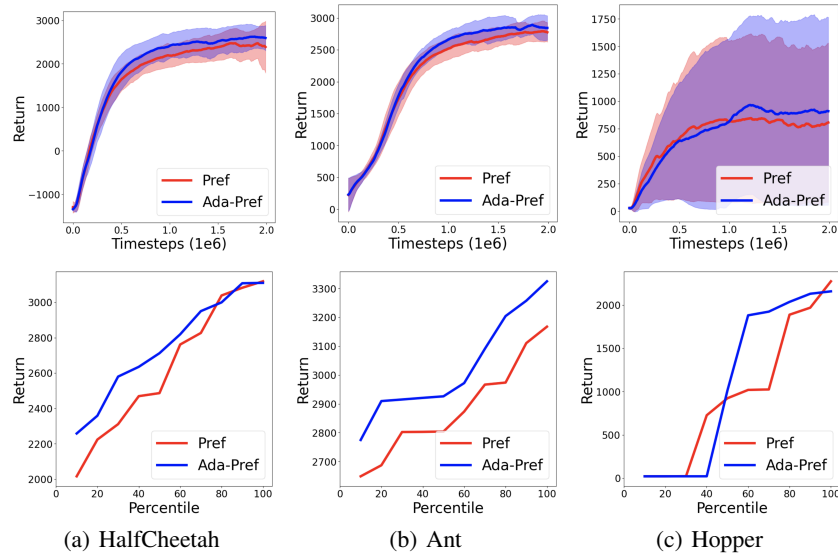 3000
2000
1000
0
−1000
Return
0.0
0.5
1.0
1.5
2.0
Timesteps (1e6)
Pref
Ada-Pref
3000
2500
2000
1500
1000
500
0
Return
0.0
0.5
1.0
1.5
2.0
Timesteps (1e6)
Pref
Ada-Pref
1750
1500
1250
1000
750
500
250
0
Return
0.0
0.5
1.0
1.5
2.0
Timesteps (1e6)
Pref
Ada-Pref
3000
2800
2600
2400
2200
2000
Return
0
20
40
60
80
100
Percentile
Pref
Ada-Pref
3300
3200
3100
3000
2900
2800
2700
Return
0
20
40
60
80
100
Percentile
Pref
Ada-Pref
2000
1500
1000
500
0
Return
0
20
40
60
80
100
Percentile
Pref
Ada-Pref
(a) HalfCheetah
(b) Ant
(c) Hopper